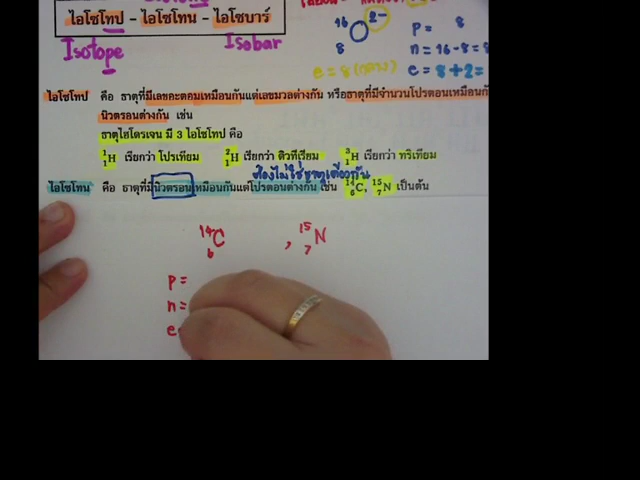 16 2- p = 8
ไอโซโทป – ไอโซโทน – ไอโซบาร์
8 O n = 16-8 = 8
Isotope Isobar
e = 8 (กลาง) e = 8 + 2 =
ไอโซโทป คือ ธาตุที่มีเลขอะตอมเหมือนกันแต่เลขมวลต่างกัน หรือธาตุที่มีจำนวนโปรตอนเหมือนกั
นิวตรอนต่างกัน เช่น
ธาตุไฮโดรเจน มี 3 ไอโซโทป คือ
1 1 H เรียกว่า โปรเทียม 2 1 H เรียกว่า ดิวทีเรียม 3 1 H เรียกว่า ทริเทียม
ต้องไม่ใช่ธาตุเดียวกัน
ไอโซโทน คือ ธาตุที่มีนิวตรอนเหมือนกันแต่โปรตอนต่างกัน เช่น 14 6 C, 15 7 N เป็นต้น
14 6 C , 15 7 N
p =
n =
e